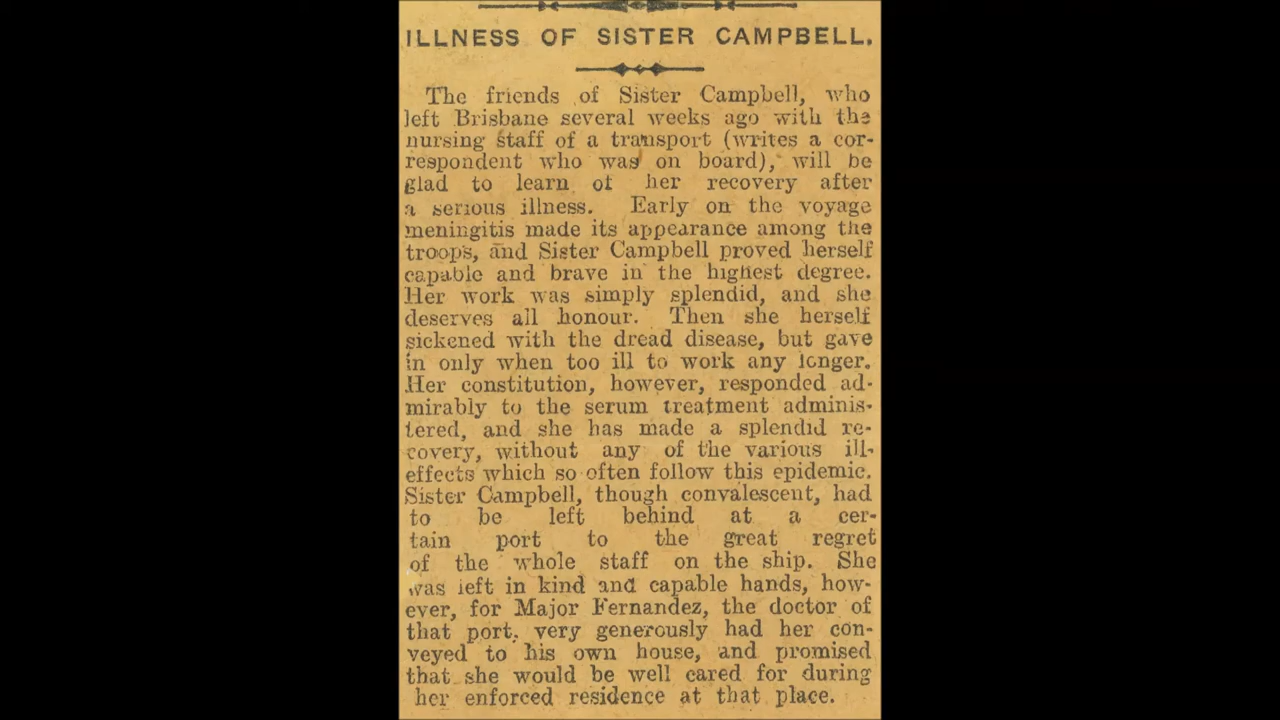 ILLNESS OF SISTER CAMPBELL.
The friends of Sister Campbell, who
left Brisbane several weeks ago with the
nursing staff of a transport (writes a cor-
respondent who was on board), will be
glad to learn of her recovery after
a serious illness. Early on the voyage
meningitis made its appearance among the
troops, and Sister Campbell proved herself
capable and brave in the highest degree.
Her work was simply splendid, and she
deserves all honour. Then she herself
sickened with the dread disease, but gave
in only when too ill to work any longer.
Her constitution, however, responded ad-
mirably to the serum treatment adminis-
tered, and she has made a splendid re-
covery, without any of the various ill-
effects which so often follow this epidemic.
Sister Campbell, though convalescent, had
to be left behind at a cer-
tain port to the great regret
of the whole staff on the ship. She
was left in kind and capable hands, how-
ever, for Major Fernandez, the doctor of
that port, very generously had her con-
veyed to his own house, and promised
that she would be well cared for during
her enforced residence at that place.